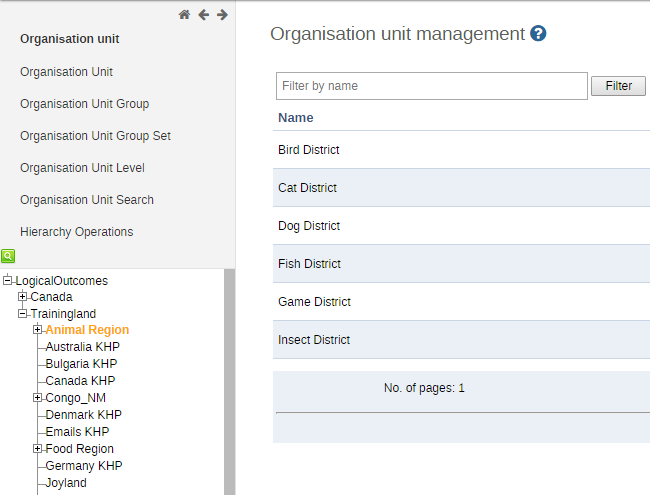 Organisation unit
Organisation Unit
Organisation Unit Group
Organisation Unit Group Set
Organisation Unit Level
Organisation Unit Search
Hierarchy Operations
LogicalOutcomes
Canada
Trainingland
Animal Region
Australia KHP
Bulgaria KHP
Canada KHP
Congo_NM
Denmark KHP
Emails KHP
Food Region
Germany KHP
Joyland
Organisation unit management ?
Filter by name Filter
Name
Bird District
Cat District
Dog District
Fish District
Game District
Insect District
No. of pages: 1